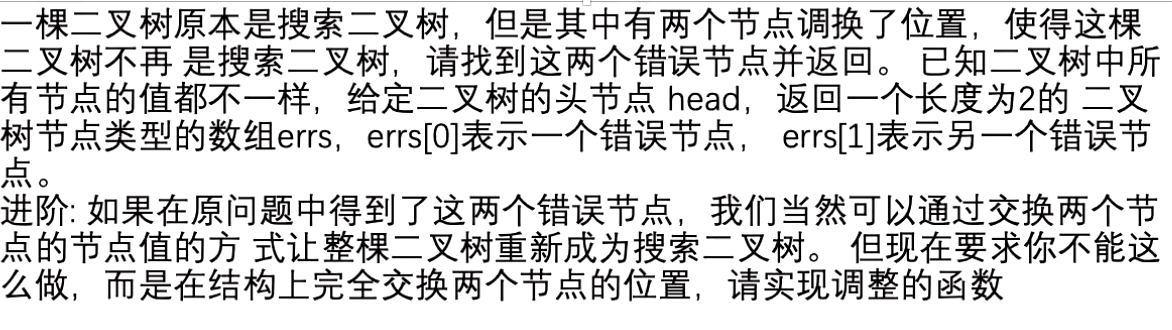 一棵二叉树原本是搜索二叉树，但是其中有两个节点调换了位置，使得这棵
二叉树不再 是搜索二叉树，请找到这两个错误节点并返回。 已知二叉树中所
有节点的值都不一样，给定二叉树的头节点 head，返回一个长度为2的 二叉
树节点类型的数组errs，errs[0]表示一个错误节点， errs[1]表示另一个错误节
点。
进阶: 如果在原问题中得到了这两个错误节点，我们当然可以通过交换两个节
点的节点值的方 式让整棵二叉树重新成为搜索二叉树。 但现在要求你不能这
么做，而是在结构上完全交换两个节点的位置，请实现调整的函数